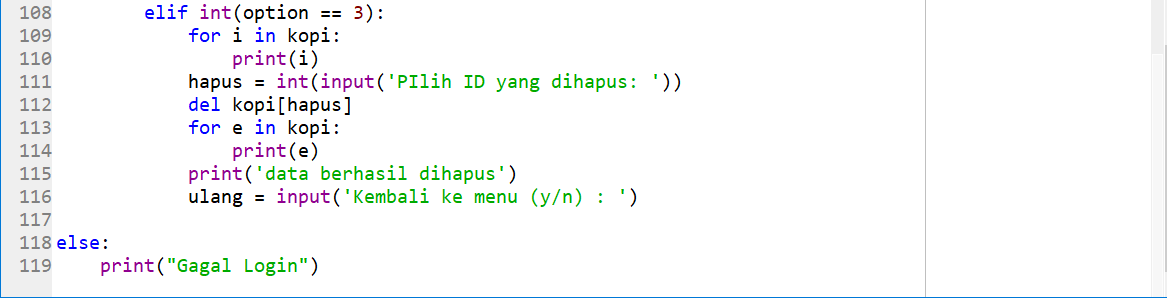 108         elif int(option == 3):
109             for i in kopi:
110                 print(i)
111             hapus = int(input('PIlih ID yang dihapus: '))
112             del kopi[hapus]
113             for e in kopi:
114                 print(e)
115             print('data berhasil dihapus')
116             ulang = input('Kembali ke menu (y/n) : ')
117
118 else:
119     print("Gagal Login")